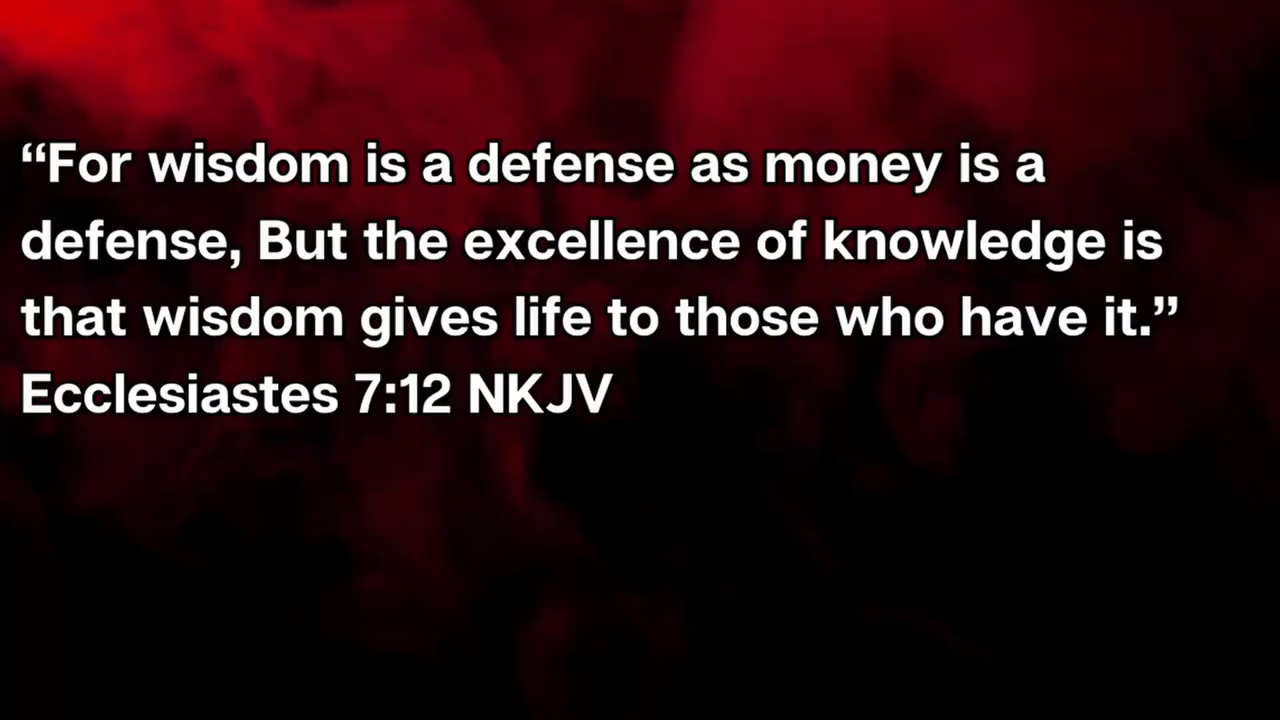 “For wisdom is a defense as money is a
defense, But the excellence of knowledge is
that wisdom gives life to those who have it.”
Ecclesiastes 7:12 NKJV